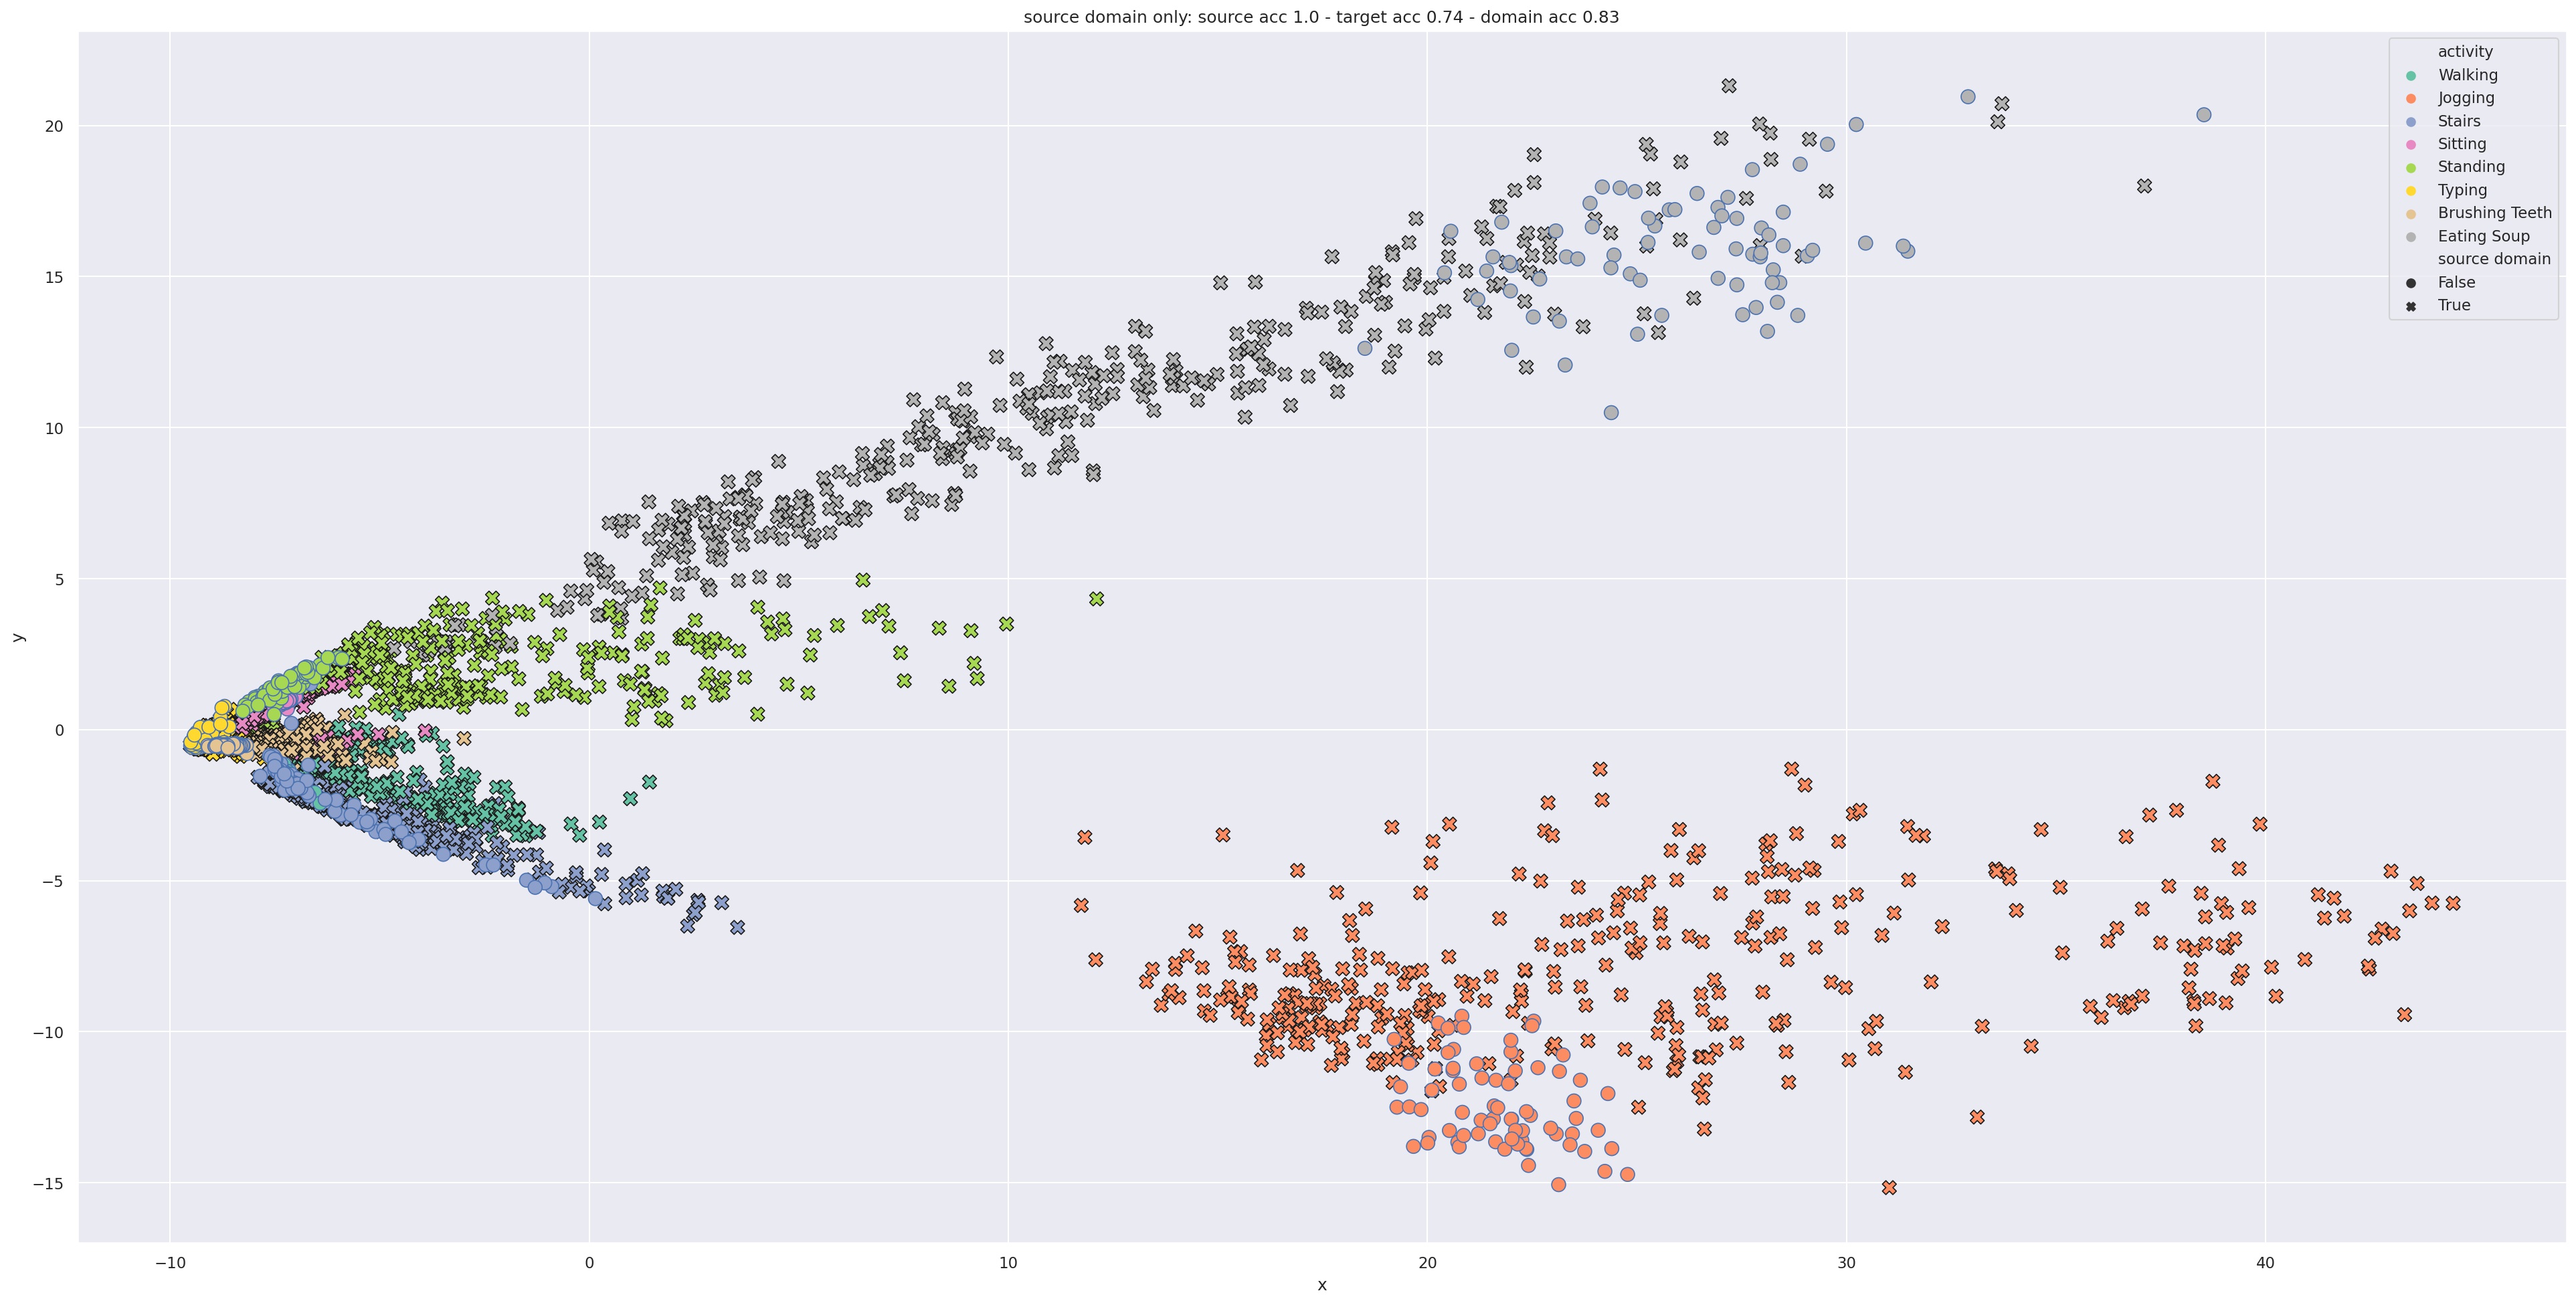 source domain only: source acc 1.0 - target acc 0.74 - domain acc 0.83
activity
Walking
Jogging
Stairs
Sitting
Standing
Typing
Brushing Teeth
Eating Soup
source domain
False
True
20
15
10
5
0
−5
−10
−15
y
−10 0 10 20 30 40
x